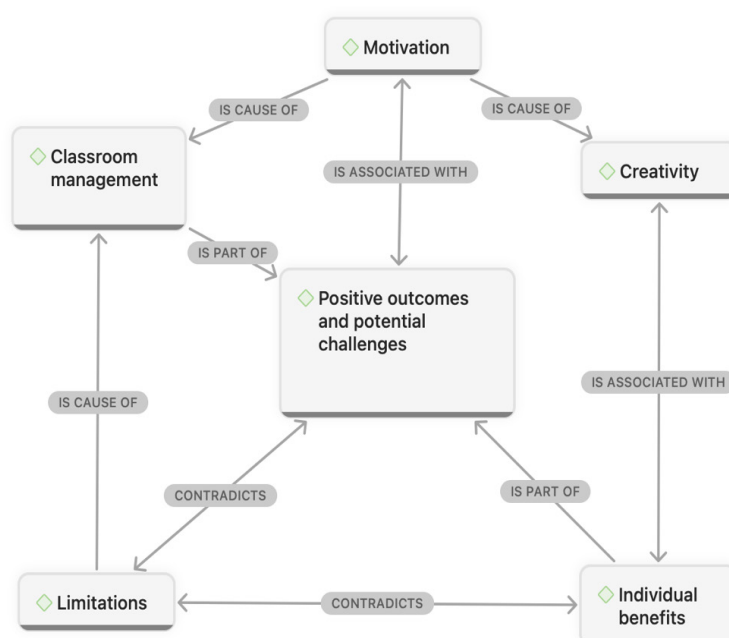 Motivation
IS CAUSE OF
IS CAUSE OF
Classroom
management
IS ASSOCIATED WITH
Creativity
IS PART OF
Positive outcomes
and potential
challenges
IS CAUSE OF
IS ASSOCIATED WITH
CONTRADICTS
IS PART OF
Limitations
CONTRADICTS
Individual
benefits